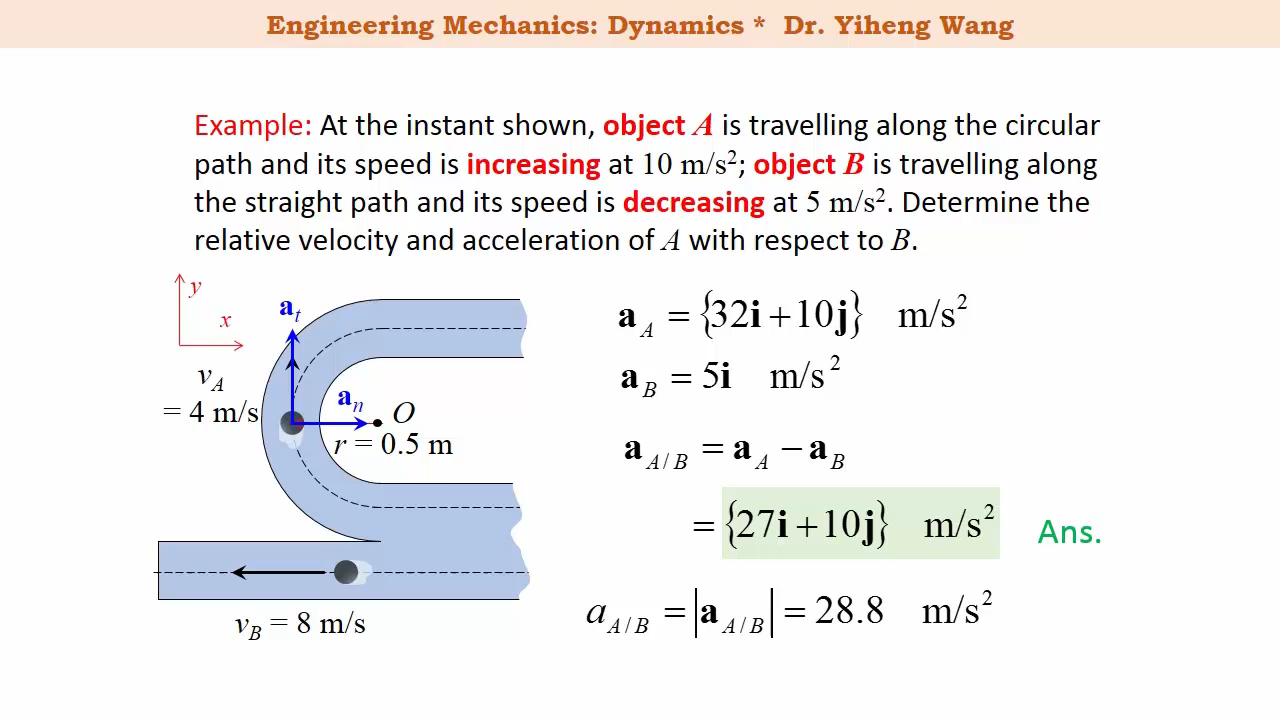 Engineering Mechanics: Dynamics * Dr. Yiheng Wang
Example: At the instant shown, object A is travelling along the circular
path and its speed is increasing at 10 m/s²; object B is travelling along
the straight path and its speed is decreasing at 5 m/s². Determine the
relative velocity and acceleration of A with respect to B.
y
x
a_t
v_A
= 4 m/s
a_n
O
r = 0.5 m
v_B = 8 m/s
a_A = {32i + 10j} m/s²
a_B = 5i m/s²
a_A/B = a_A − a_B
= {27i + 10j} m/s²
Ans.
a_A/B = |a_A/B| = 28.8 m/s²